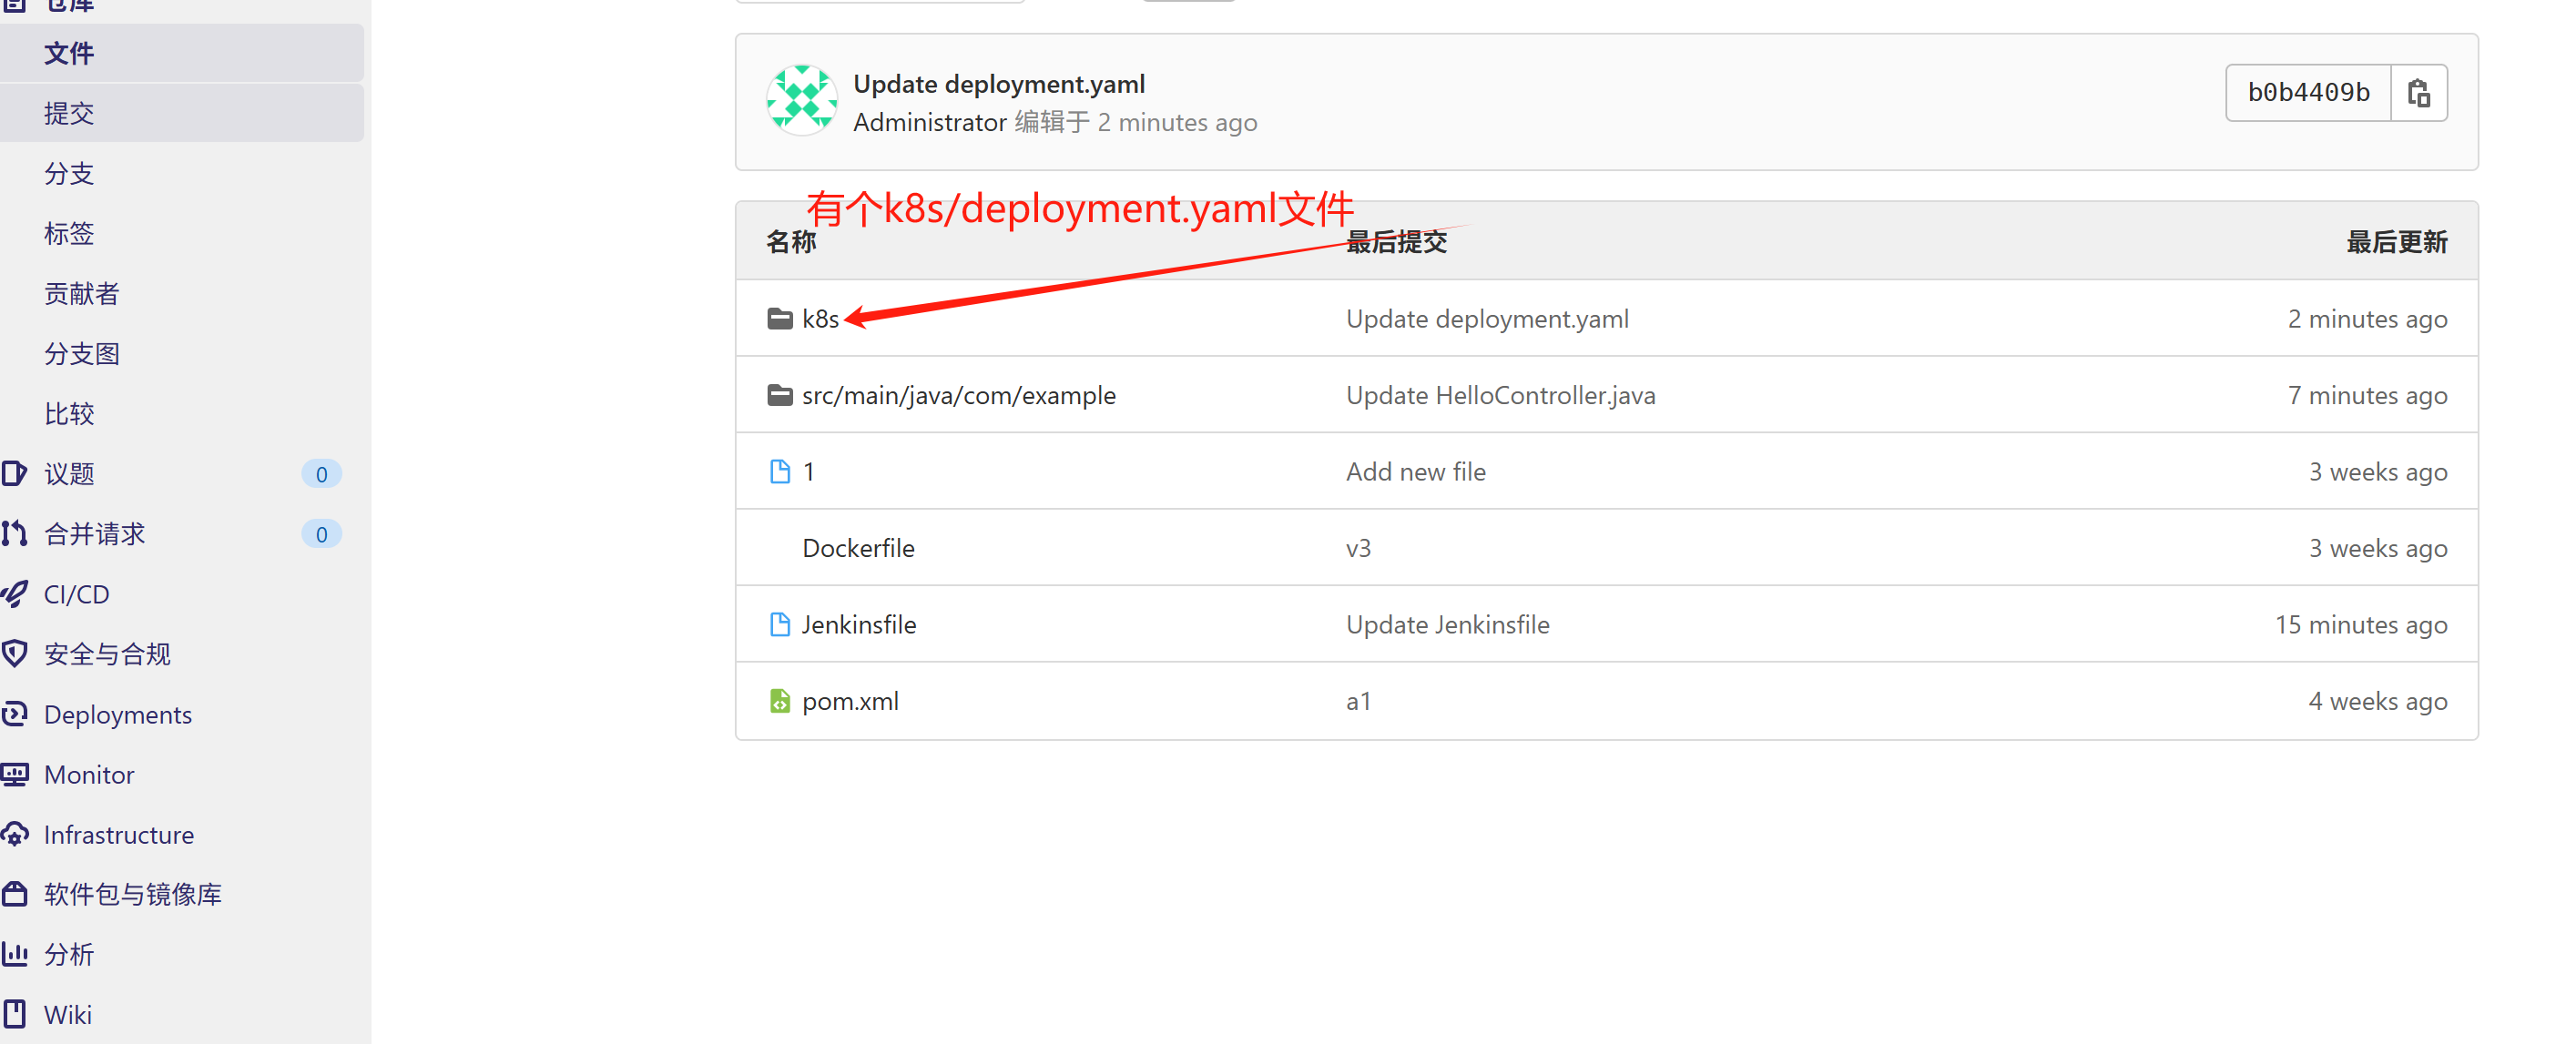 仓库
文件
提交
分支
标签
贡献者
分支图
比较
议题 0
合并请求 0
CI/CD
安全与合规
Deployments
Monitor
Infrastructure
软件包与镜像库
分析
Wiki
Update deployment.yaml
Administrator 编辑于 2 minutes ago
b0b4409b
有个k8s/deployment.yaml文件
名称 最后提交 最后更新
k8s Update deployment.yaml 2 minutes ago
src/main/java/com/example Update HelloController.java 7 minutes ago
1 Add new file 3 weeks ago
Dockerfile v3 3 weeks ago
Jenkinsfile Update Jenkinsfile 15 minutes ago
pom.xml a1 4 weeks ago